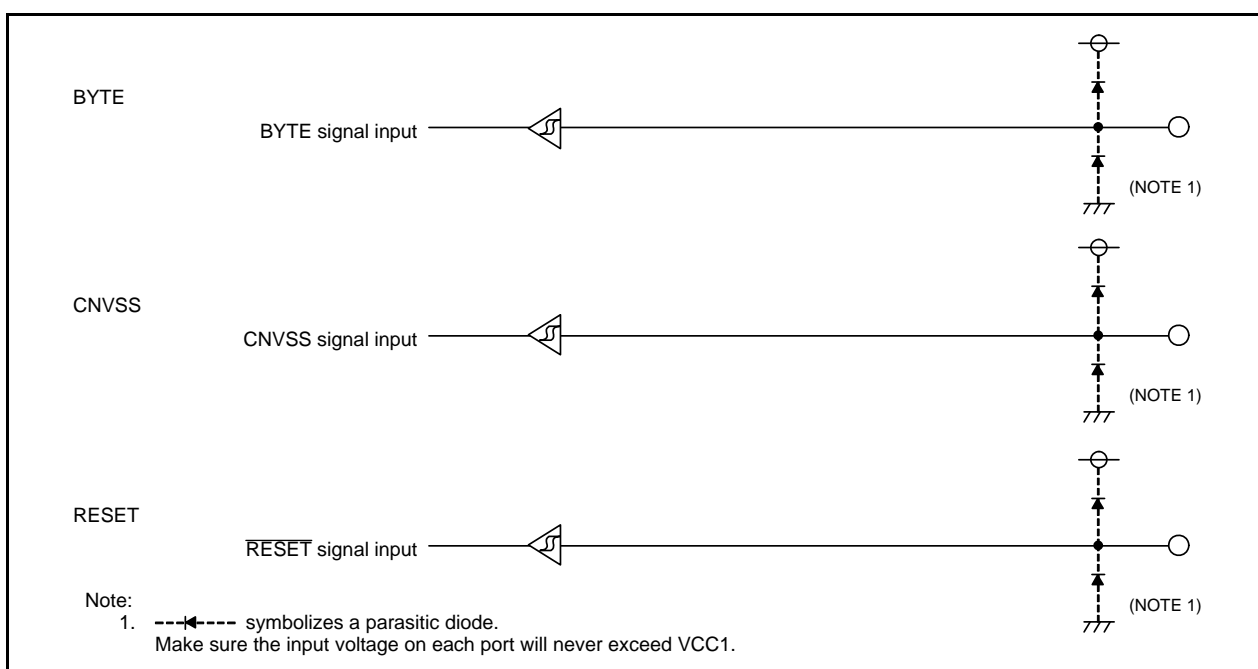 BYTE
BYTE signal input
(NOTE 1)
CNVSS
CNVSS signal input
(NOTE 1)
RESET
R̅E̅S̅E̅T̅ signal input
(NOTE 1)
Note:
1. symbolizes a parasitic diode.
Make sure the input voltage on each port will never exceed VCC1.